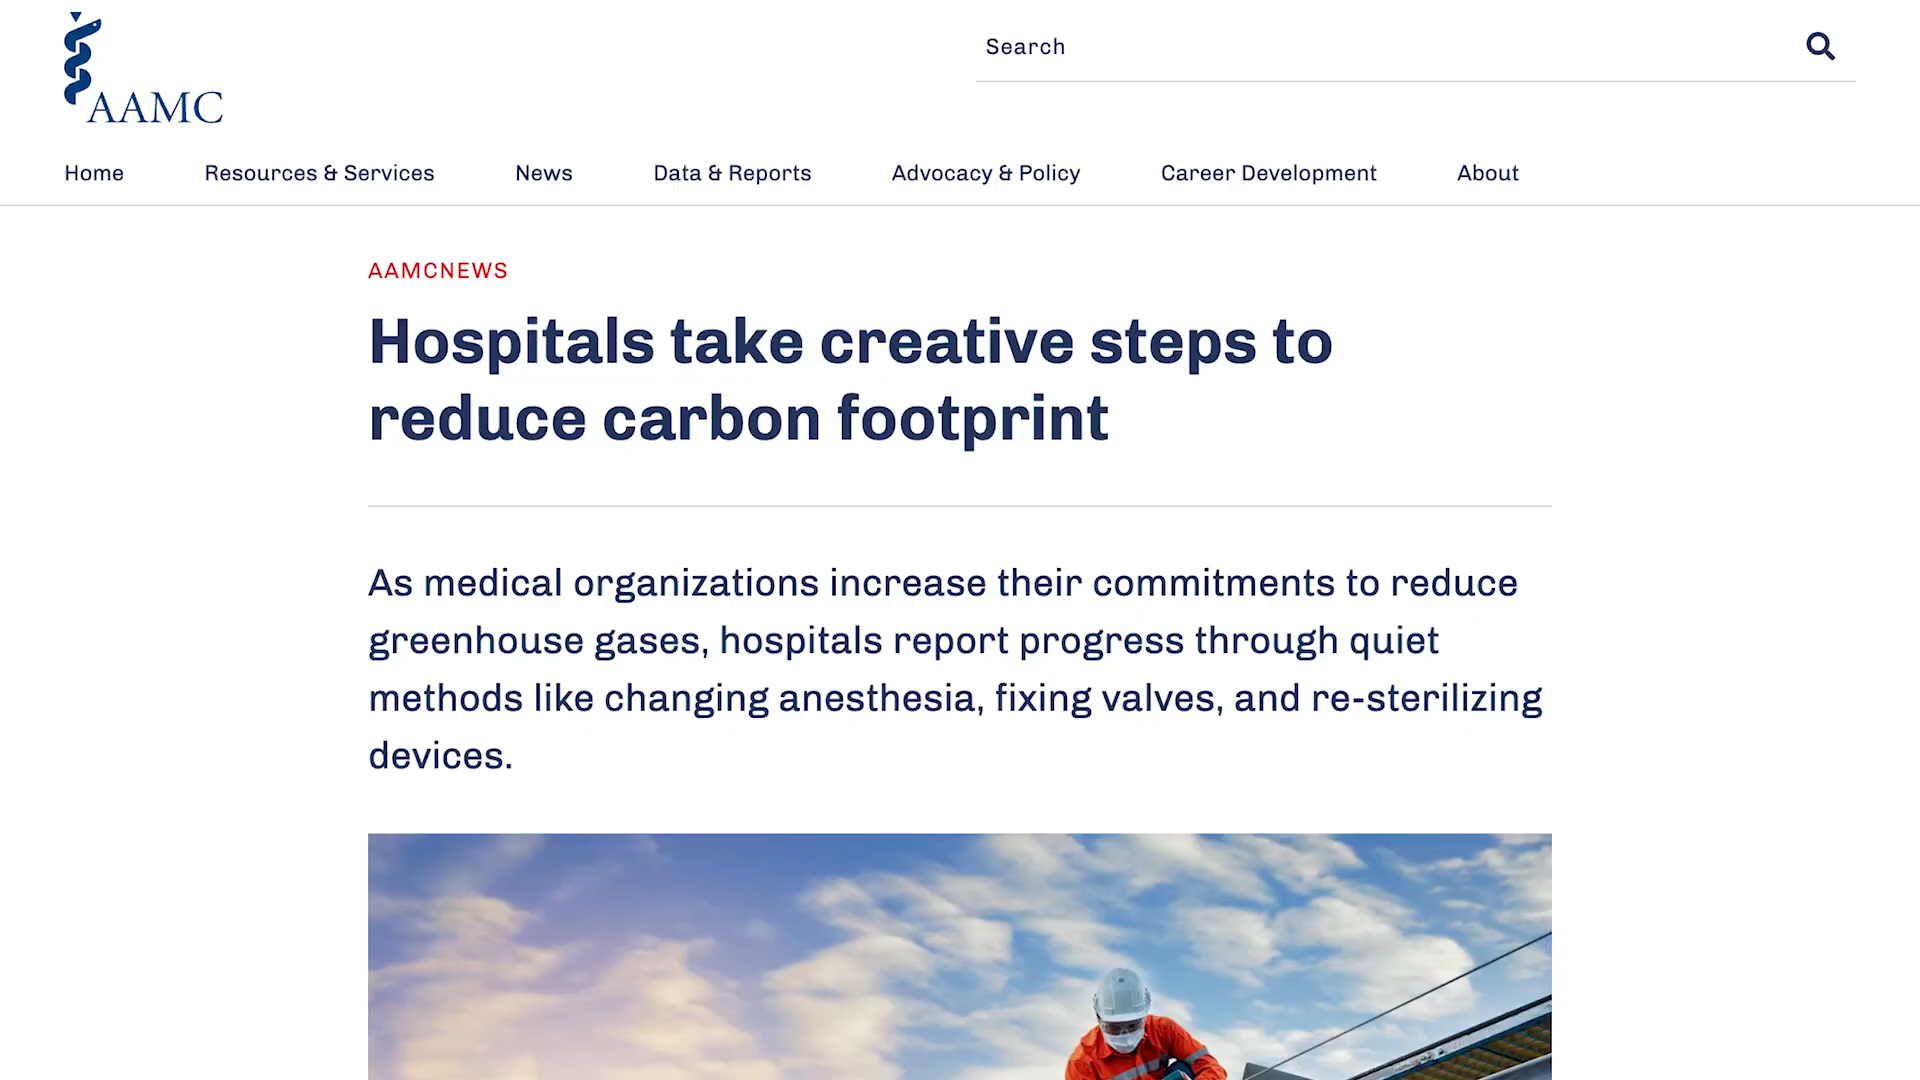 AAMC
Search
Home Resources & Services News Data & Reports Advocacy & Policy Career Development About
AAMCNEWS
Hospitals take creative steps to
reduce carbon footprint
As medical organizations increase their commitments to reduce
greenhouse gases, hospitals report progress through quiet
methods like changing anesthesia, fixing valves, and re-sterilizing
devices.